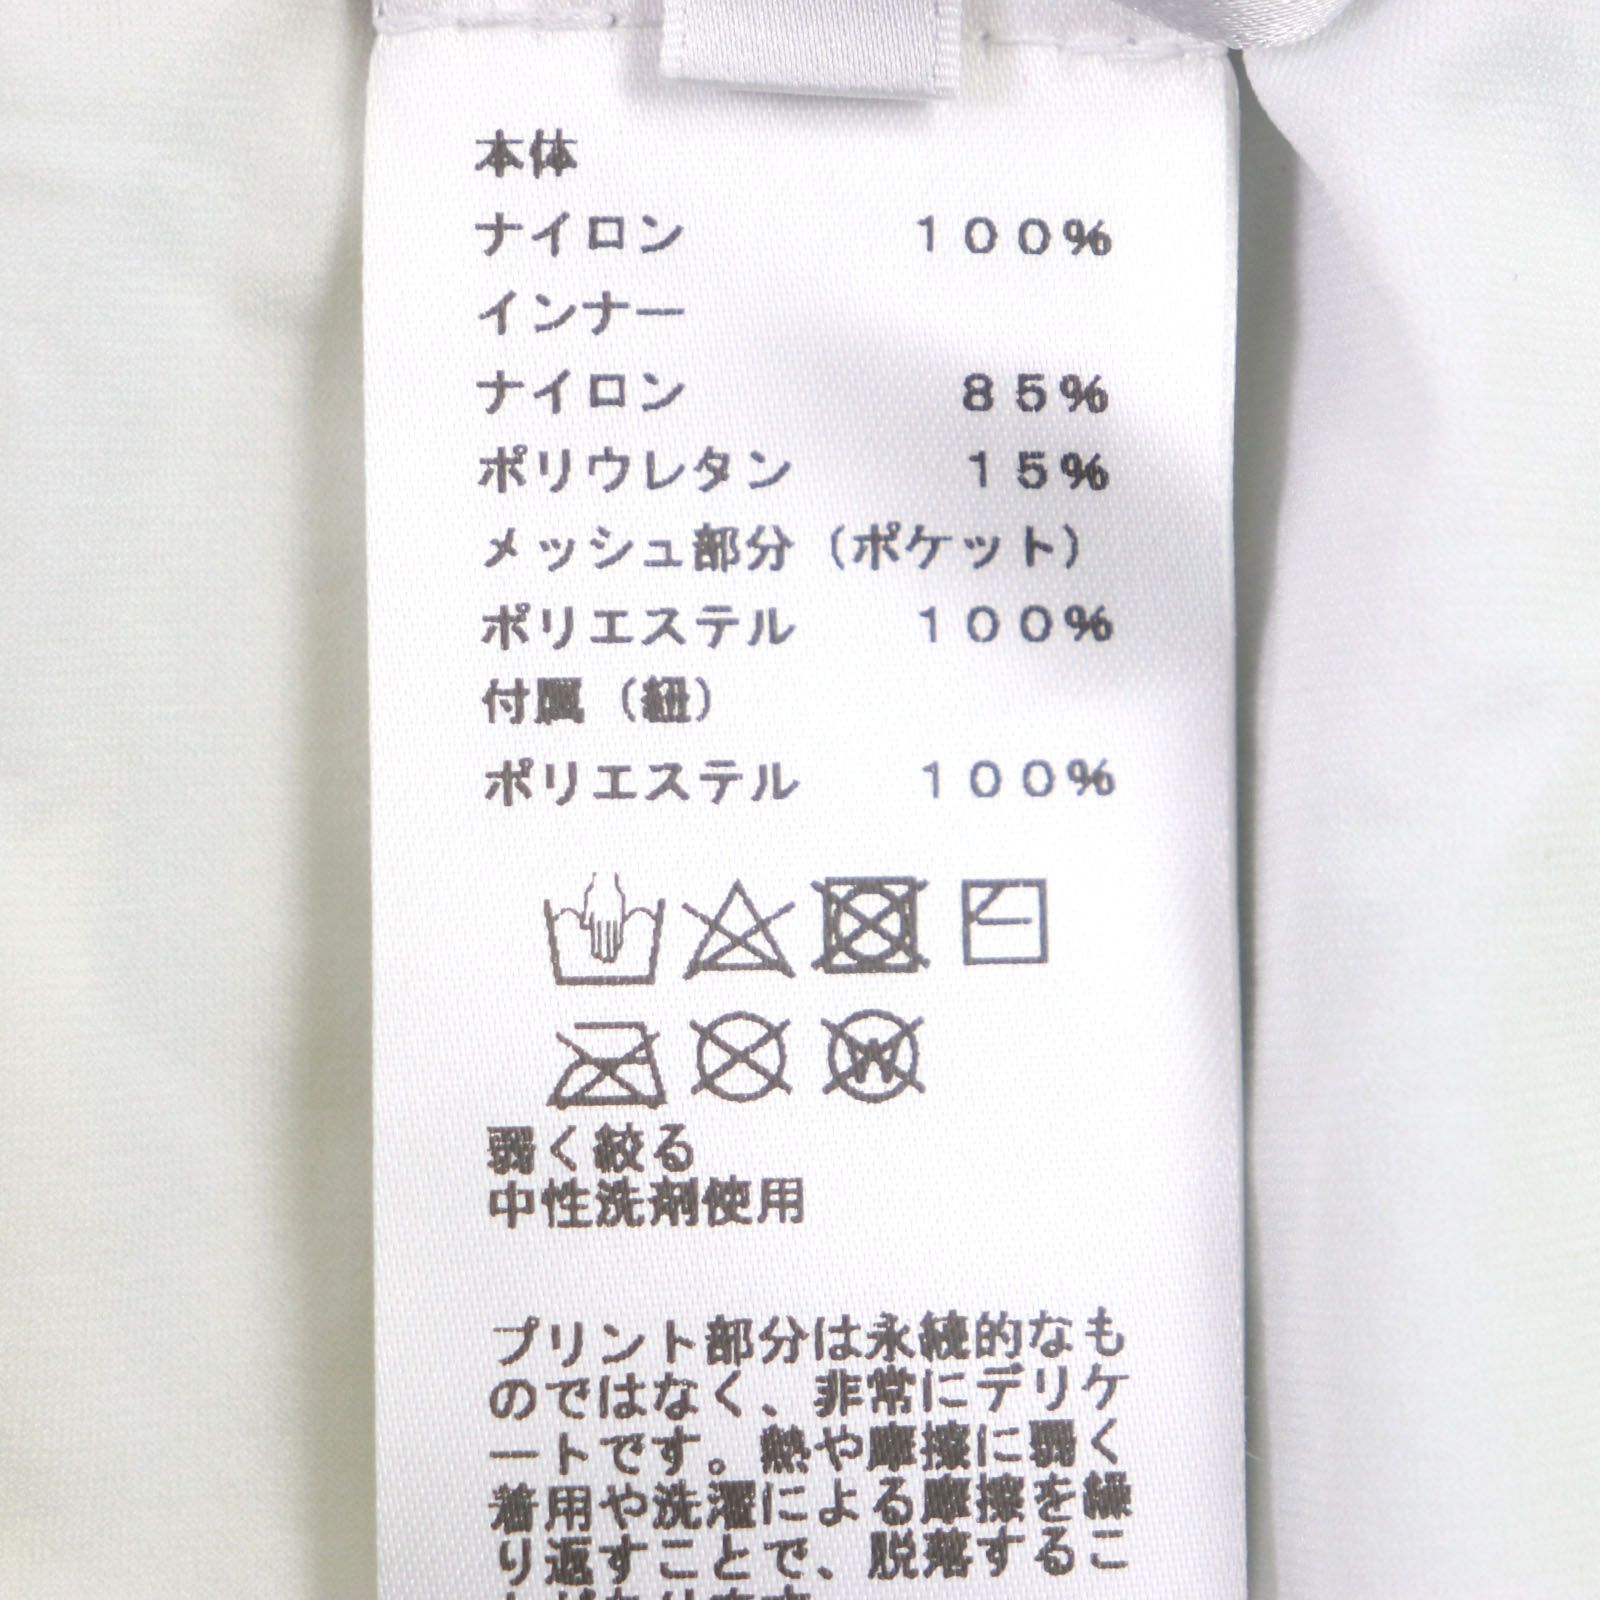 本体
ナイロン 100%
インナー
ナイロン 85%
ポリウレタン 15%
メッシュ部分(ポケット)
ポリエステル 100%
付属(紐)
ポリエステル 100%
W
弱く絞る
中性洗剤使用
プリント部分は永続的なも
のではなく、非常にデリケ
ートです。熱や摩擦に弱く
着用や洗濯による摩擦を繰
り返すことで、脱落するこ